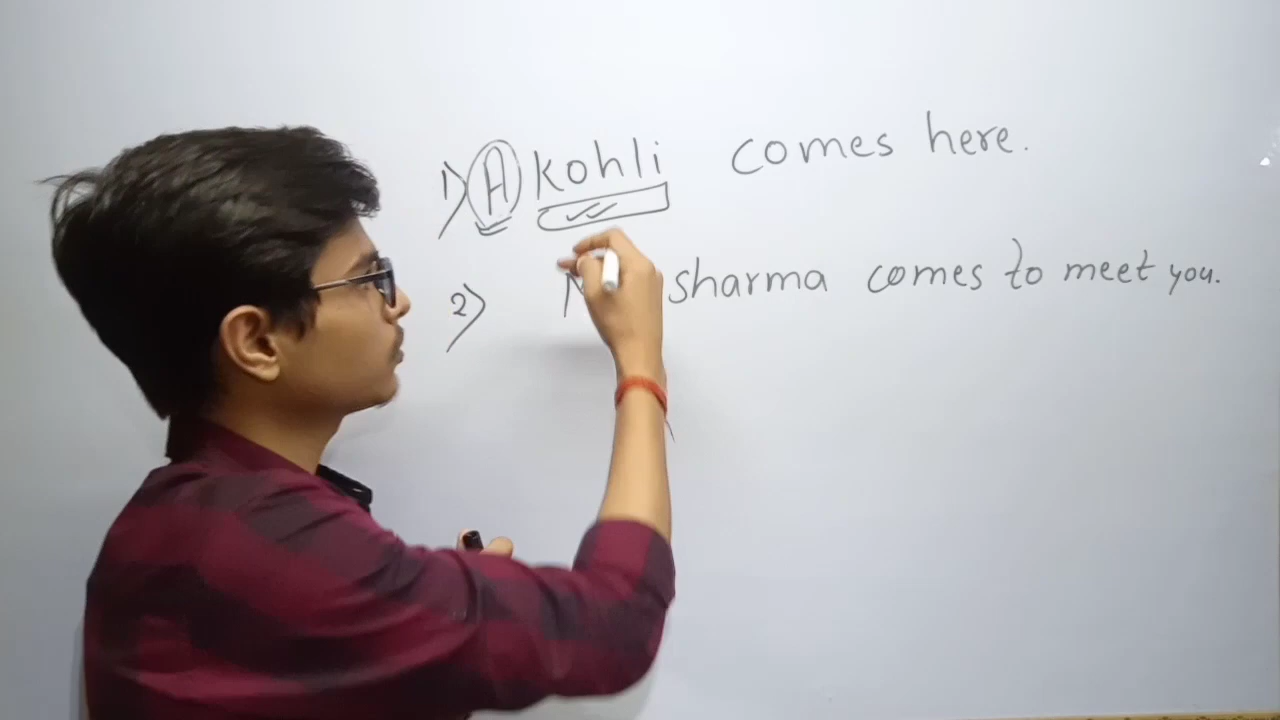 1) A kohli comes here.
2) sharma comes to meet you.